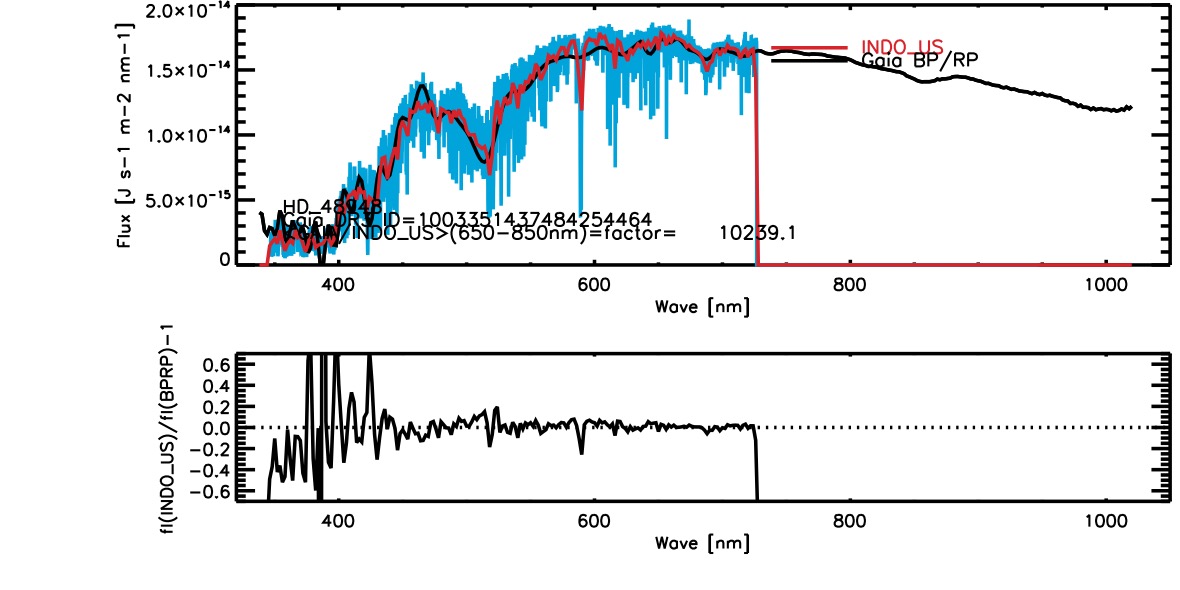 2.0×10−14
1.5×10−14
1.0×10−14
5.0×10−15
0
Flux [J s−1 m−2 nm−1]
INDO_US
Gaia BP/RP
ID=1003351437484254464
INDO_US>(650−850nm)=factor= 10239.1
400 600 800 1000
Wave [nm]
fl(INDO_US)/fl(BPRP)−1
0.6
0.4
0.2
0.0
−0.2
−0.4
−0.6
400 600 800 1000
Wave [nm]